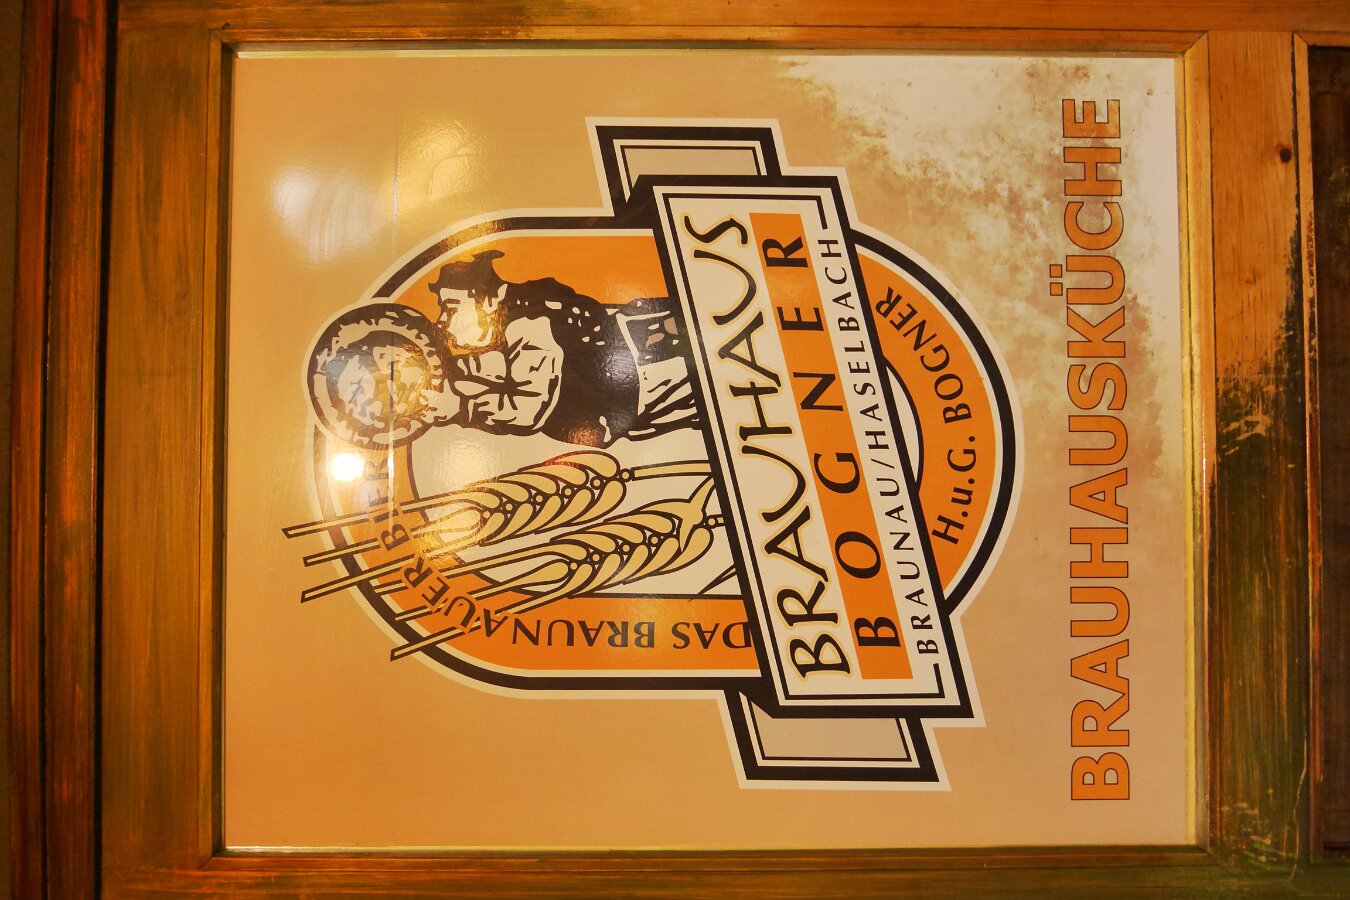 DAS BRAUNAUER BIER
BRAUHAUS
BOGNER
BRAUNAU/HASELBACH
H.u.G. BOGNER
BRAUHAUSKÜCHE